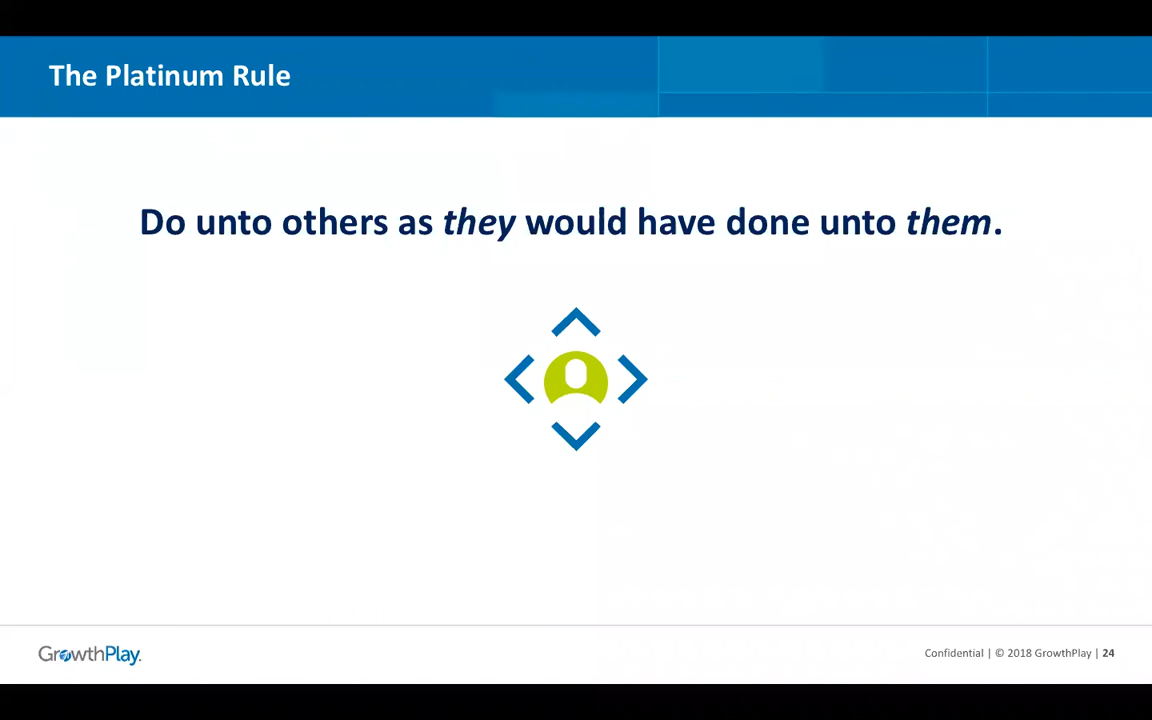 The Platinum Rule
Do unto others as they would have done unto them.
GrowthPlay.
Confidential | © 2018 GrowthPlay | 24